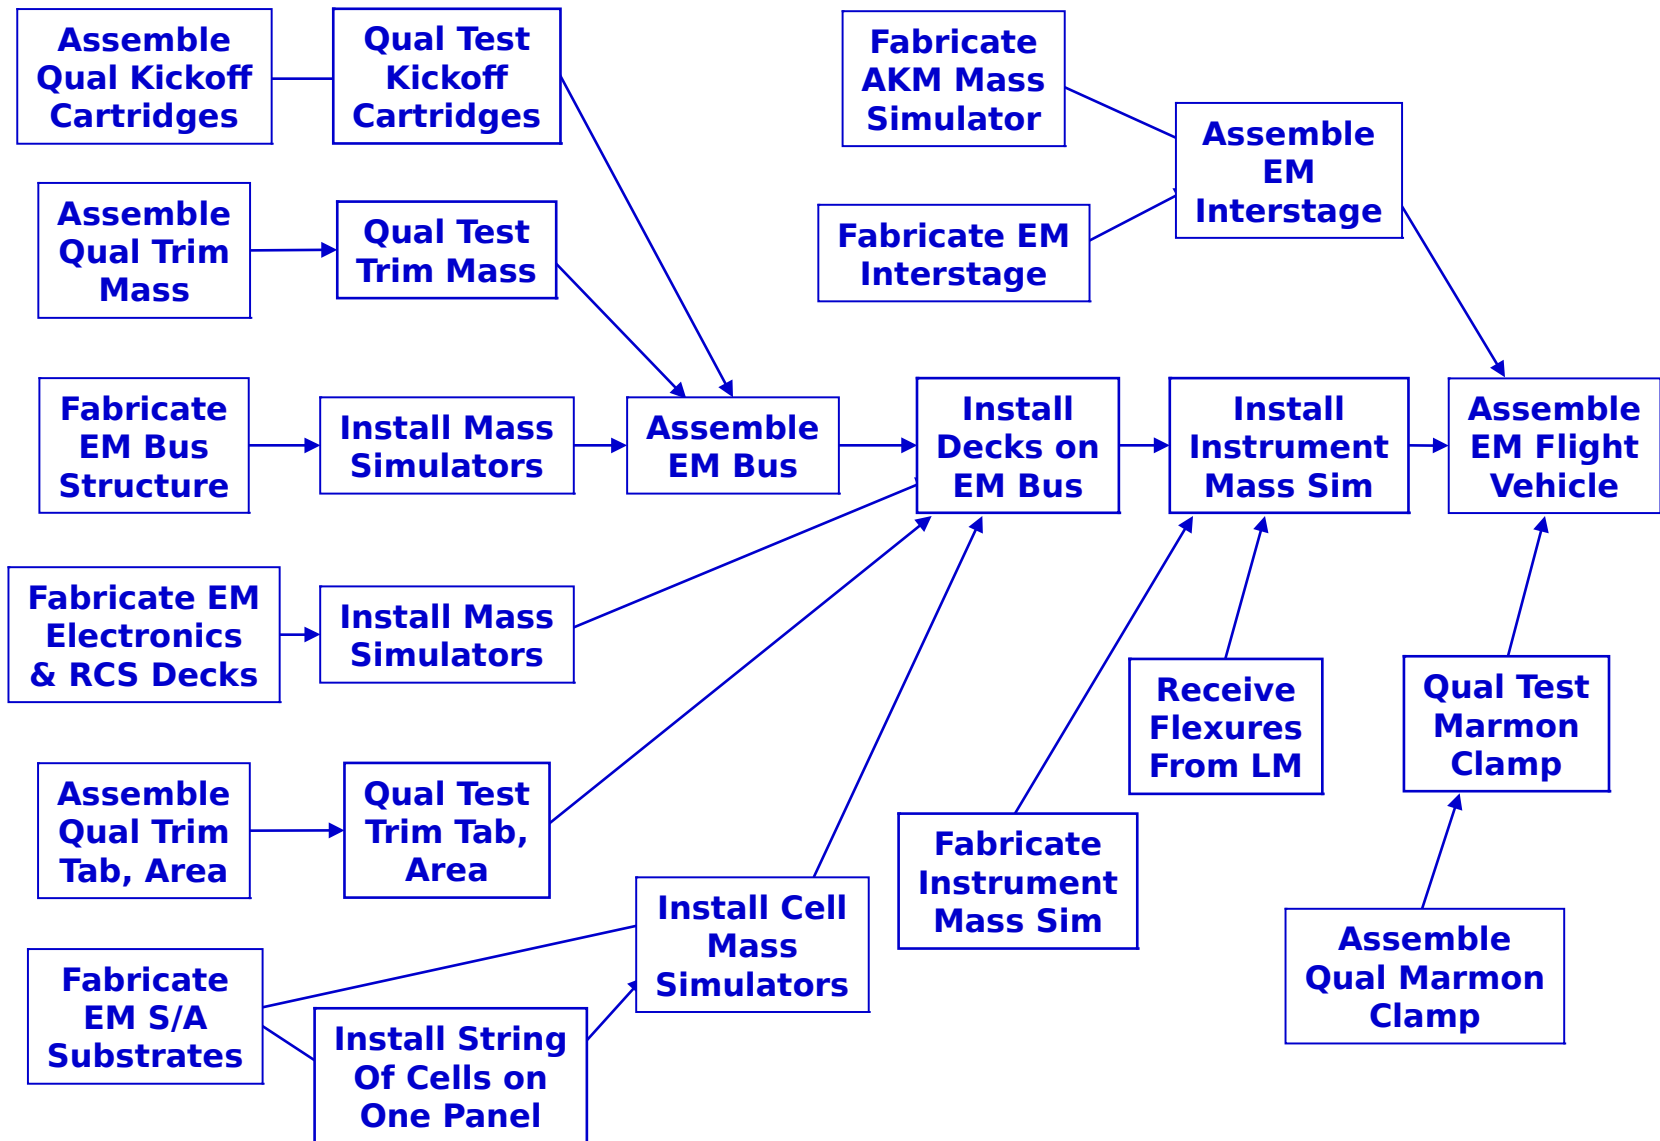 Assemble
Qual Kickoff
Cartridges
Qual Test
Kickoff
Cartridges
Fabricate
AKM Mass
Simulator
Assemble
EM
Interstage
Assemble
Qual Trim
Mass
Qual Test
Trim Mass
Fabricate EM
Interstage
Fabricate
EM Bus
Structure
Install Mass
Simulators
Assemble
EM Bus
Install
Decks on
EM Bus
Install
Instrument
Mass Sim
Assemble
EM Flight
Vehicle
Fabricate EM
Electronics
& RCS Decks
Install Mass
Simulators
Receive
Flexures
From LM
Qual Test
Marmon
Clamp
Assemble
Qual Trim
Tab, Area
Qual Test
Trim Tab,
Area
Install Cell
Mass
Simulators
Fabricate
Instrument
Mass Sim
Assemble
Qual Marmon
Clamp
Fabricate
EM S/A
Substrates
Install String
Of Cells on
One Panel